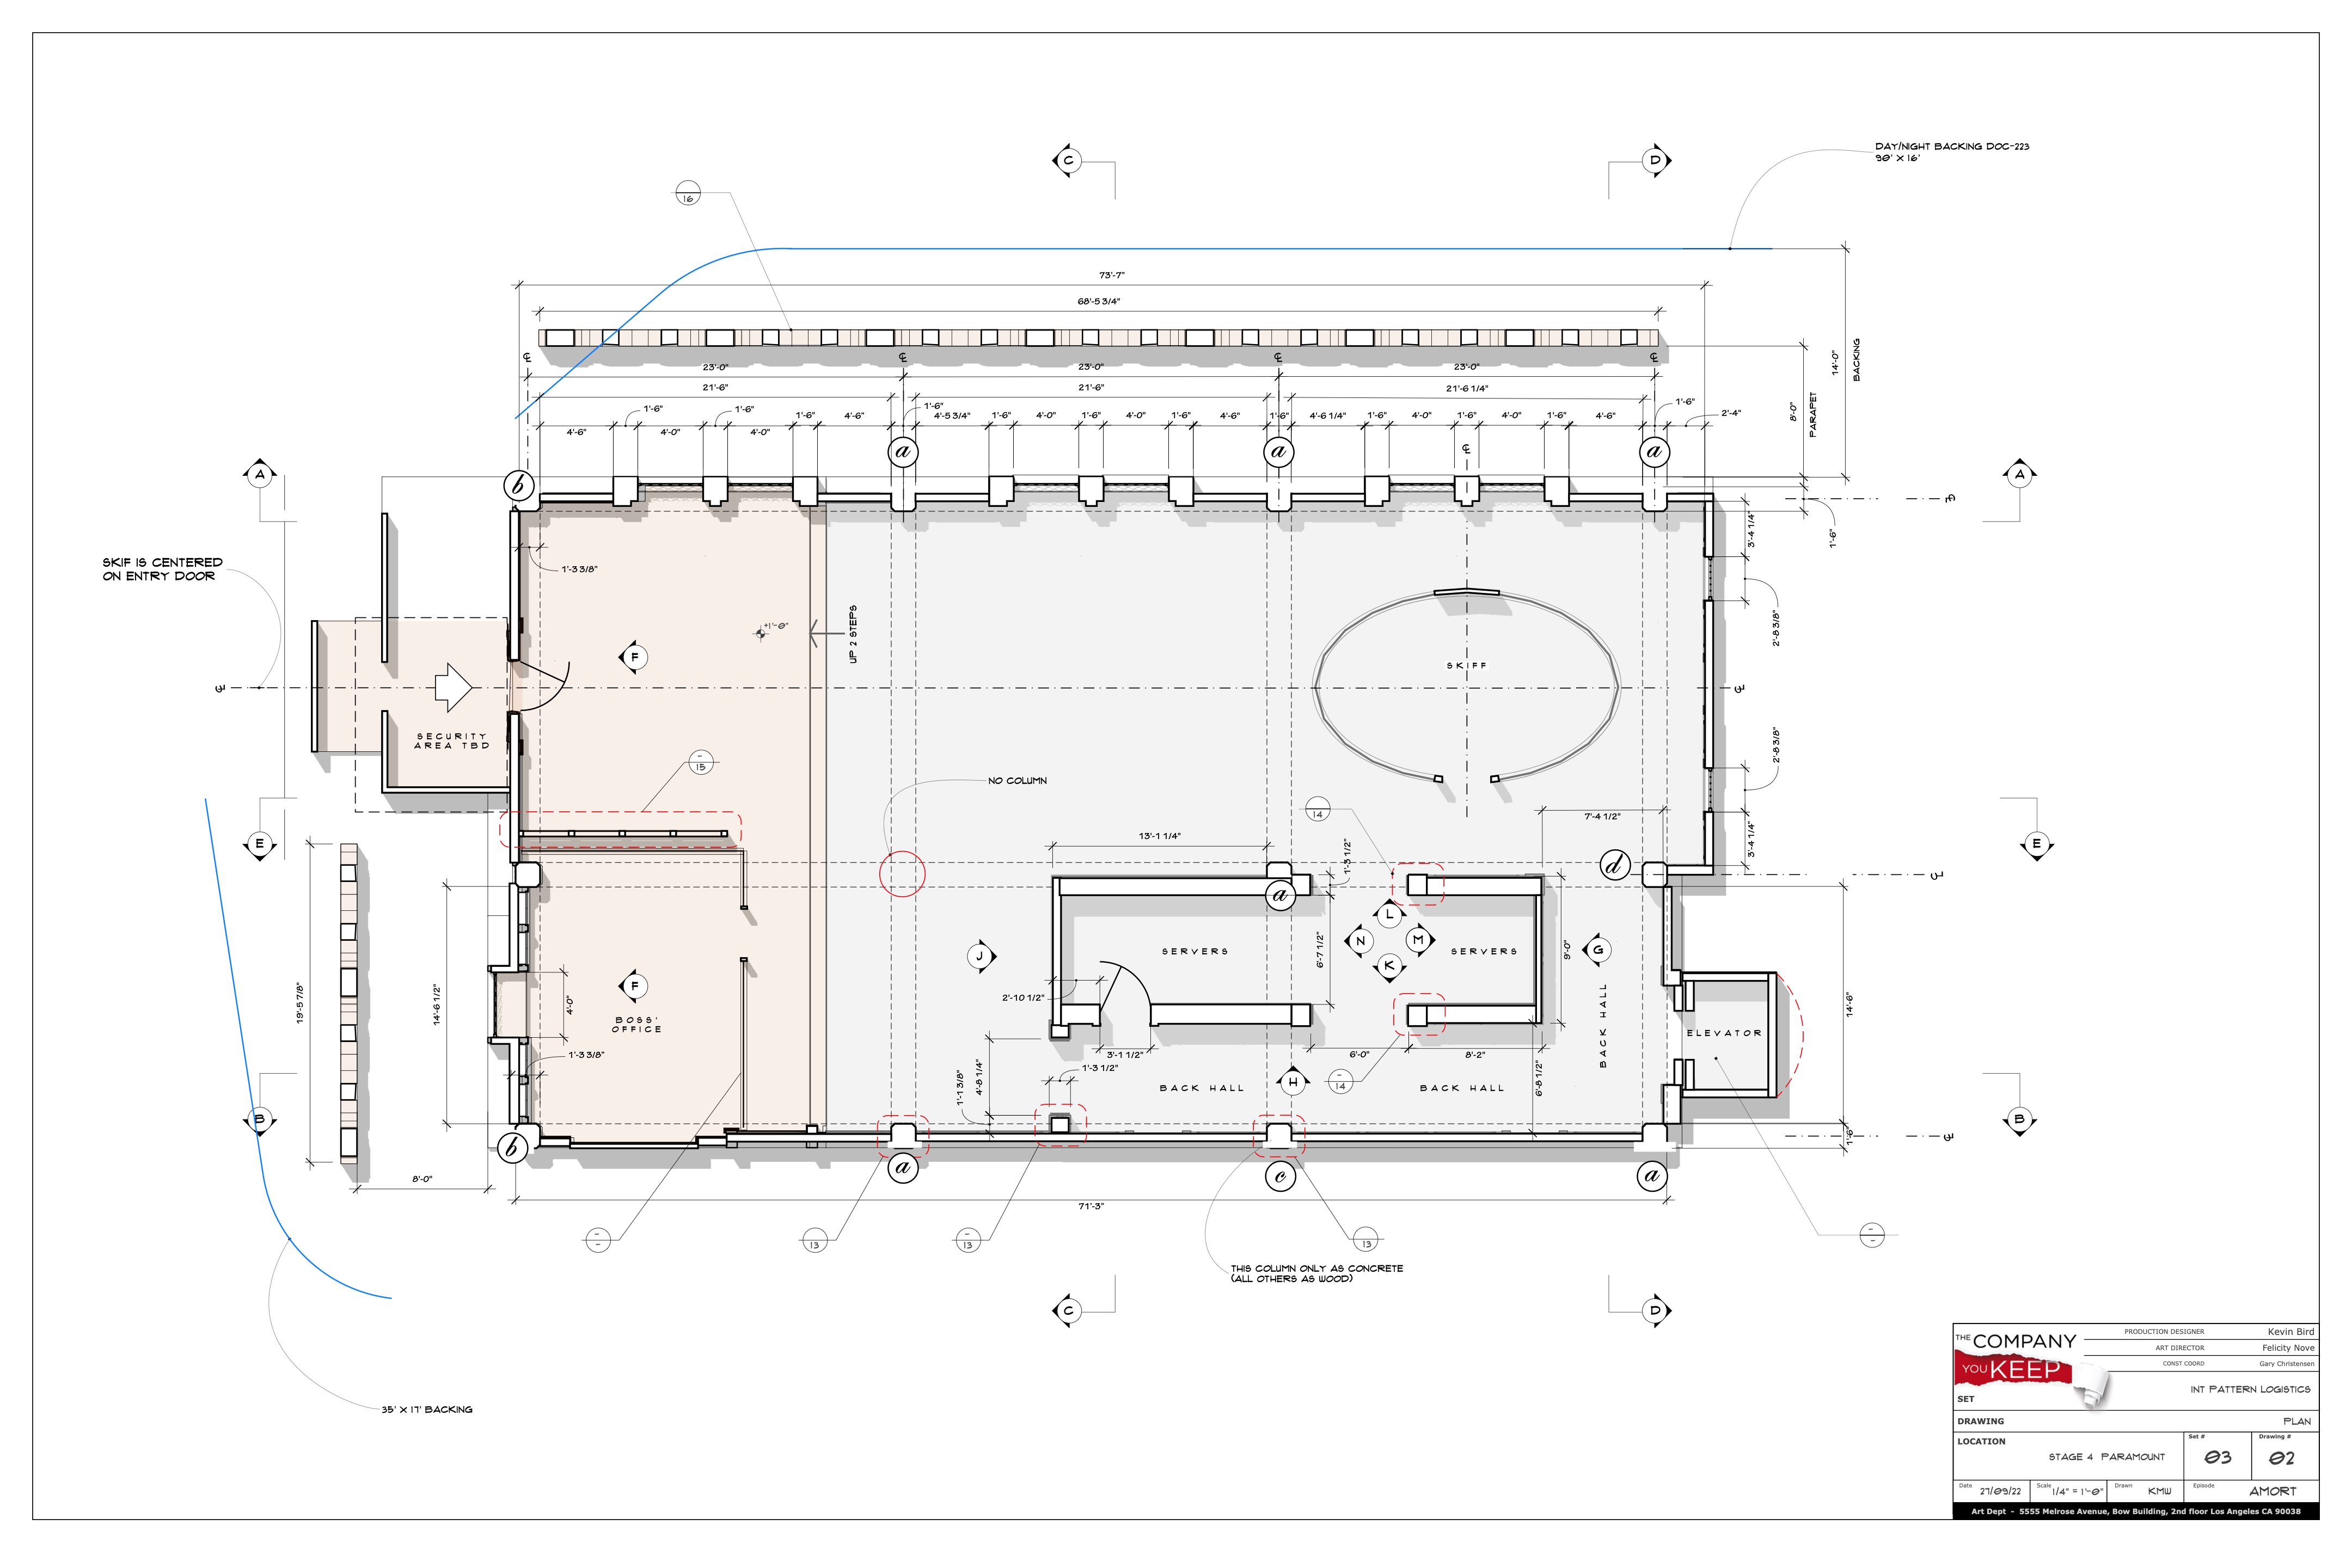 C
D
DAY/NIGHT BACKING DOC-223
90' X 16'
16
73'-7"
68'-5 3/4"
14'-0"
BACKING
8'-0"
PARAPET
23'-0"
23'-0"
23'-0"
21'-6"
21'-6"
21'-6 1/4"
1'-6"
1'-6"
1'-6"
4'-6"
1'-6"
4'-5 3/4"
1'-6"
4'-0"
1'-6"
4'-0"
1'-6"
4'-6"
1'-6"
4'-6 1/4"
1'-6"
4'-0"
1'-6"
4'-0"
1'-6"
4'-6"
1'-6"
2'-4"
4'-6"
4'-0"
4'-0"
a
a
a
b
A
A
1'-6"
3'-4 1/4"
SKIF IS CENTERED
ON ENTRY DOOR
1'-3 3/8"
2'-8 3/8"
+1'-0"
UP 2 STEPS
F
SKIFF
SECURITY
AREA TBD
2'-8 3/8"
15
NO COLUMN
14
7'-4 1/2"
13'-1 1/4"
1'-3 1/2"
3'-4 1/4"
E
E
d
a
L
N
M
K
J
G
SERVERS
SERVERS
6'-7 1/2"
9'-0"
19'-5 7/8"
14'-6 1/2"
4'-0"
F
BOSS'
OFFICE
2'-10 1/2"
BACK HALL
14'-6"
ELEVATOR
1'-3 3/8"
3'-1 1/2"
6'-0"
8'-2"
1'-3 1/2"
4'-8 1/4"
1'-1 3/8"
BACK HALL
H
14
BACK HALL
6'-8 1/2"
B
B
1'-6"
b
a
c
a
8'-0"
71'-3"
13
13
13
THIS COLUMN ONLY AS CONCRETE
(ALL OTHERS AS WOOD)
C
D
35' X 17' BACKING
THE COMPANY
YOU KEEP
PRODUCTION DESIGNER Kevin Bird
ART DIRECTOR Felicity Nove
CONST COORD Gary Christensen
SET
INT PATTERN LOGISTICS
DRAWING
PLAN
LOCATION
STAGE 4 PARAMOUNT
Set #
03
Drawing #
02
Date 27/09/22
Scale 1/4" = 1'-0"
Drawn KMW
Episode AMORT
Art Dept - 5555 Melrose Avenue, Bow Building, 2nd floor Los Angeles CA 90038